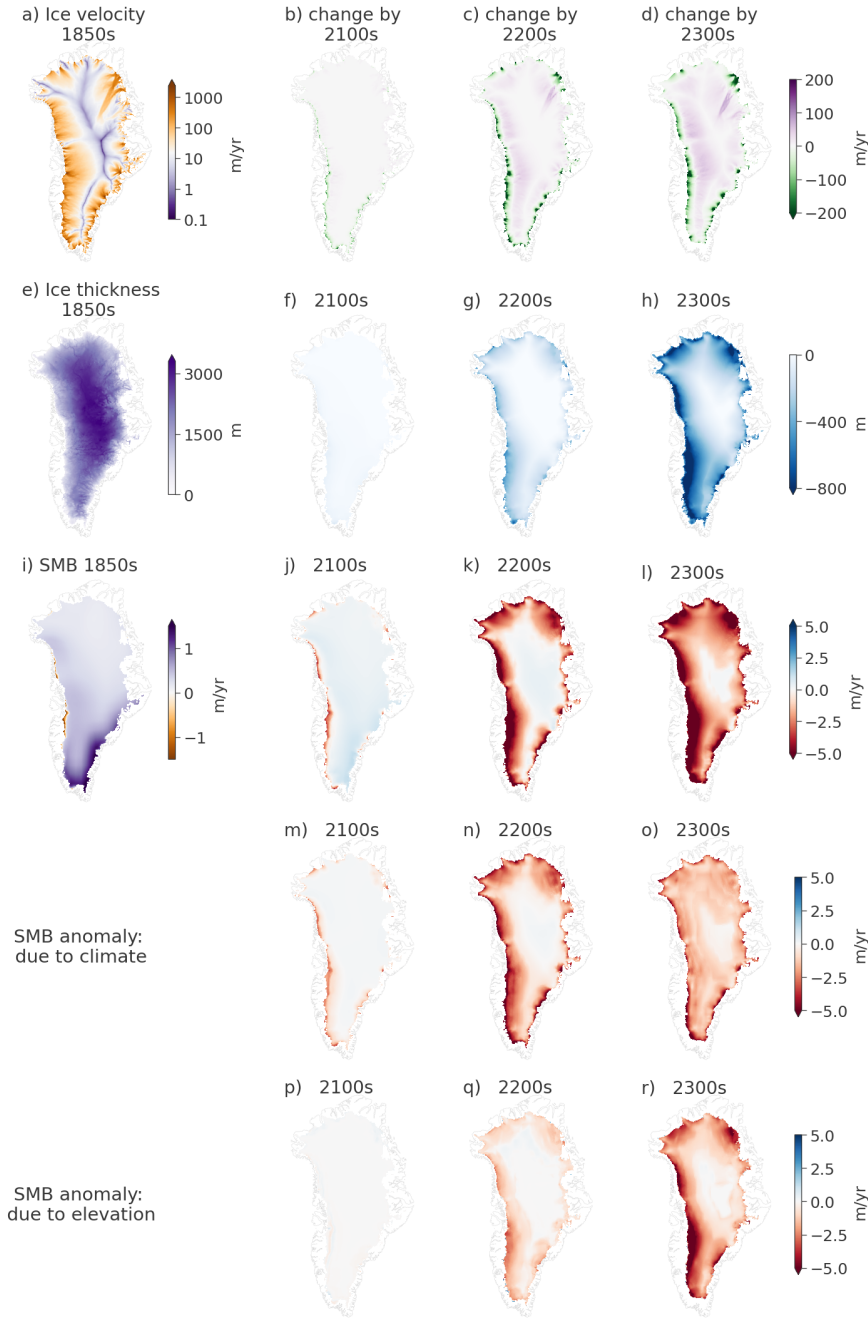 a) Ice velocity
1850s
b) change by
2100s
c) change by
2200s
d) change by
2300s
1000
100
10
1
0.1
m/yr
200
100
0
−100
−200
m/yr
e) Ice thickness
1850s
f) 2100s
g) 2200s
h) 2300s
3000
1500
0
m
0
−400
−800
m
i) SMB 1850s
j) 2100s
k) 2200s
l) 2300s
1
0
−1
m/yr
5.0
2.5
0.0
−2.5
−5.0
m/yr
m) 2100s
n) 2200s
o) 2300s
SMB anomaly:
due to climate
5.0
2.5
0.0
−2.5
−5.0
m/yr
p) 2100s
q) 2200s
r) 2300s
SMB anomaly:
due to elevation
5.0
2.5
0.0
−2.5
−5.0
m/yr